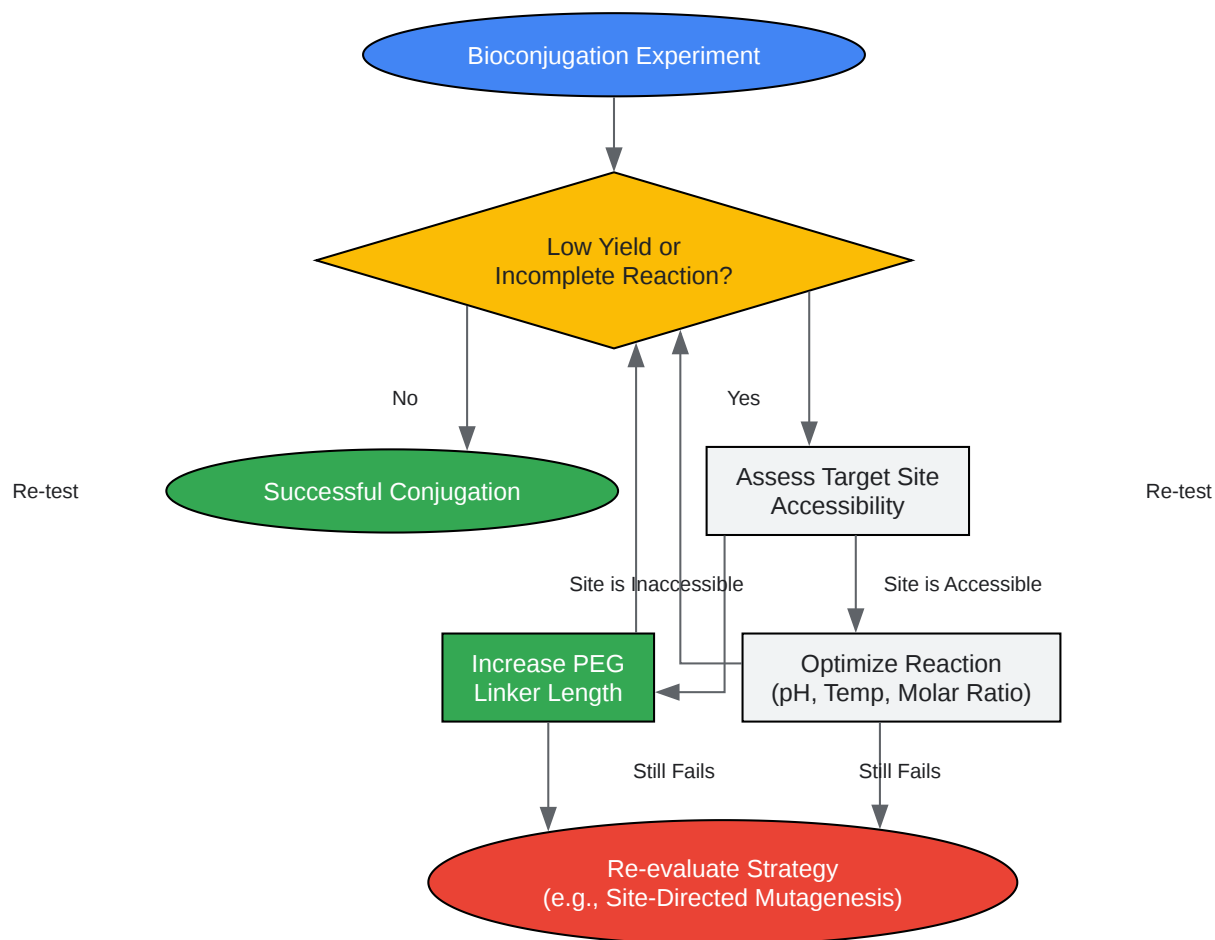 Bioconjugation Experiment
Low Yield or
Incomplete Reaction?
No
Yes
Re-test
Successful Conjugation
Assess Target Site
Accessibility
Re-test
Site is Inaccessible
Site is Accessible
Increase PEG
Linker Length
Optimize Reaction
(pH, Temp, Molar Ratio)
Still Fails
Still Fails
Re-evaluate Strategy
(e.g., Site-Directed Mutagenesis)